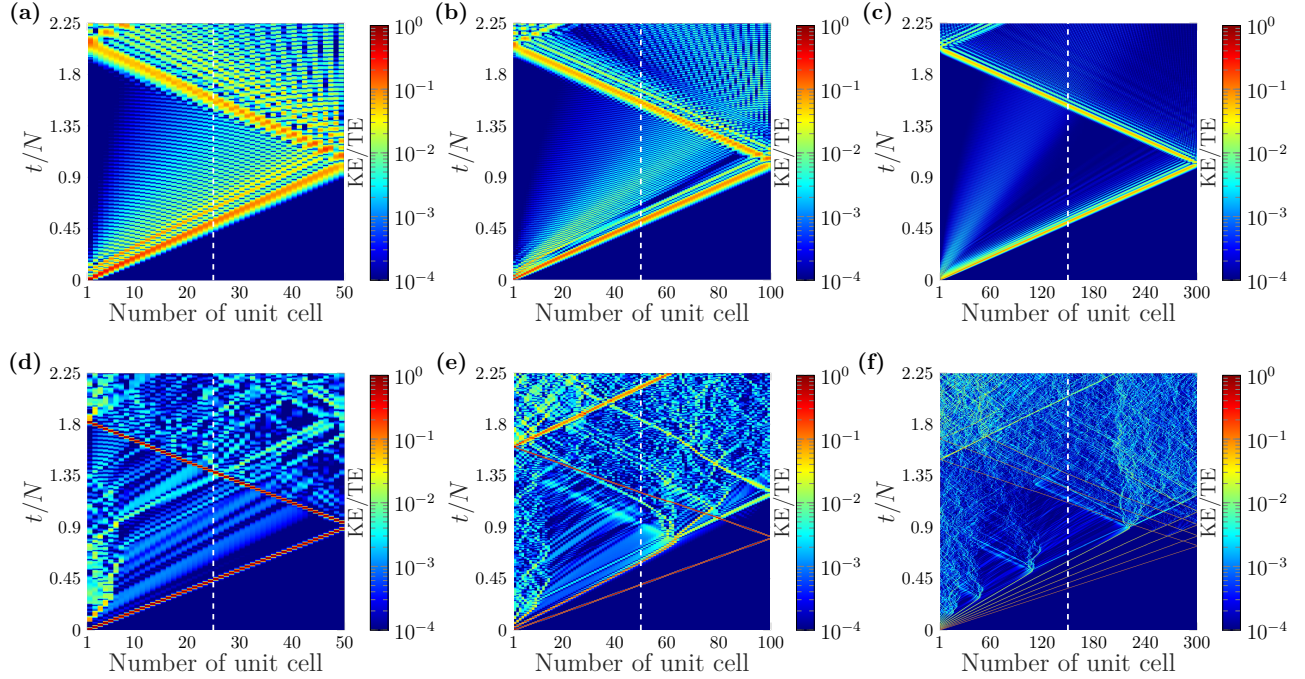 (a)
2.25
1.8
1.35
0.9
0.45
0
t/N
1 10 20 30 40 50
Number of unit cell
10^0
10^{-1}
10^{-2}
10^{-3}
10^{-4}
KE/TE
(b)
2.25
1.8
1.35
0.9
0.45
0
t/N
1 20 40 60 80 100
Number of unit cell
10^0
10^{-1}
10^{-2}
10^{-3}
10^{-4}
KE/TE
(c)
2.25
1.8
1.35
0.9
0.45
0
t/N
1 60 120 180 240 300
Number of unit cell
10^0
10^{-1}
10^{-2}
10^{-3}
10^{-4}
KE/TE
(d)
2.25
1.8
1.35
0.9
0.45
0
t/N
1 10 20 30 40 50
Number of unit cell
10^0
10^{-1}
10^{-2}
10^{-3}
10^{-4}
KE/TE
(e)
2.25
1.8
1.35
0.9
0.45
0
t/N
1 20 40 60 80 100
Number of unit cell
10^0
10^{-1}
10^{-2}
10^{-3}
10^{-4}
KE/TE
(f)
2.25
1.8
1.35
0.9
0.45
0
t/N
1 60 120 180 240 300
Number of unit cell
10^0
10^{-1}
10^{-2}
10^{-3}
10^{-4}
KE/TE